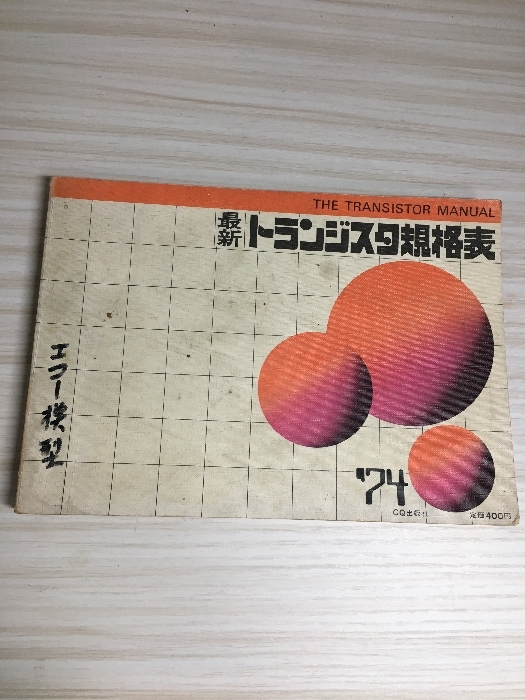 THE TRANSISTOR MANUAL
最新
トランジスタ規格表
エコー模型
'74
CQ出版社
定価400円